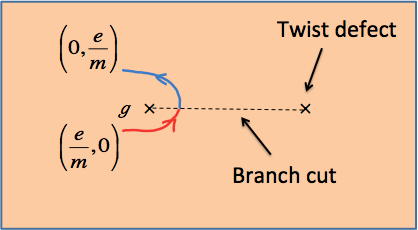 (0, e/m)
Twist defect
g
(e/m, 0)
Branch cut